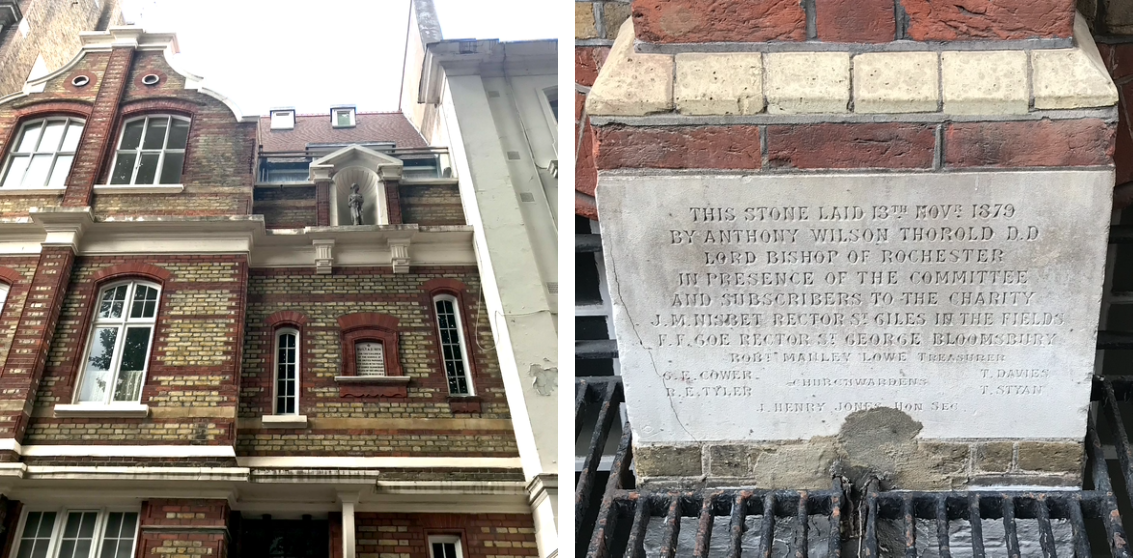 THIS STONE LAID 13TH NOVR 1879
BY ANTHONY WILSON THOROLD D.D
LORD BISHOP OF ROCHESTER
IN PRESENCE OF THE COMMITTEE
AND SUBSCRIBERS TO THE CHARITY
J.M.NISBET RECTOR ST GILES IN THE FIELDS
F.F.GOE RECTOR ST GEORGE BLOOMSBURY
ROBT MANLEY LOWE TREASURER
G.E.COWER T.DAVIES
CHURCHWARDENS
R.E.TYLER T.STYAN
J.HENRY JONES HON SEC